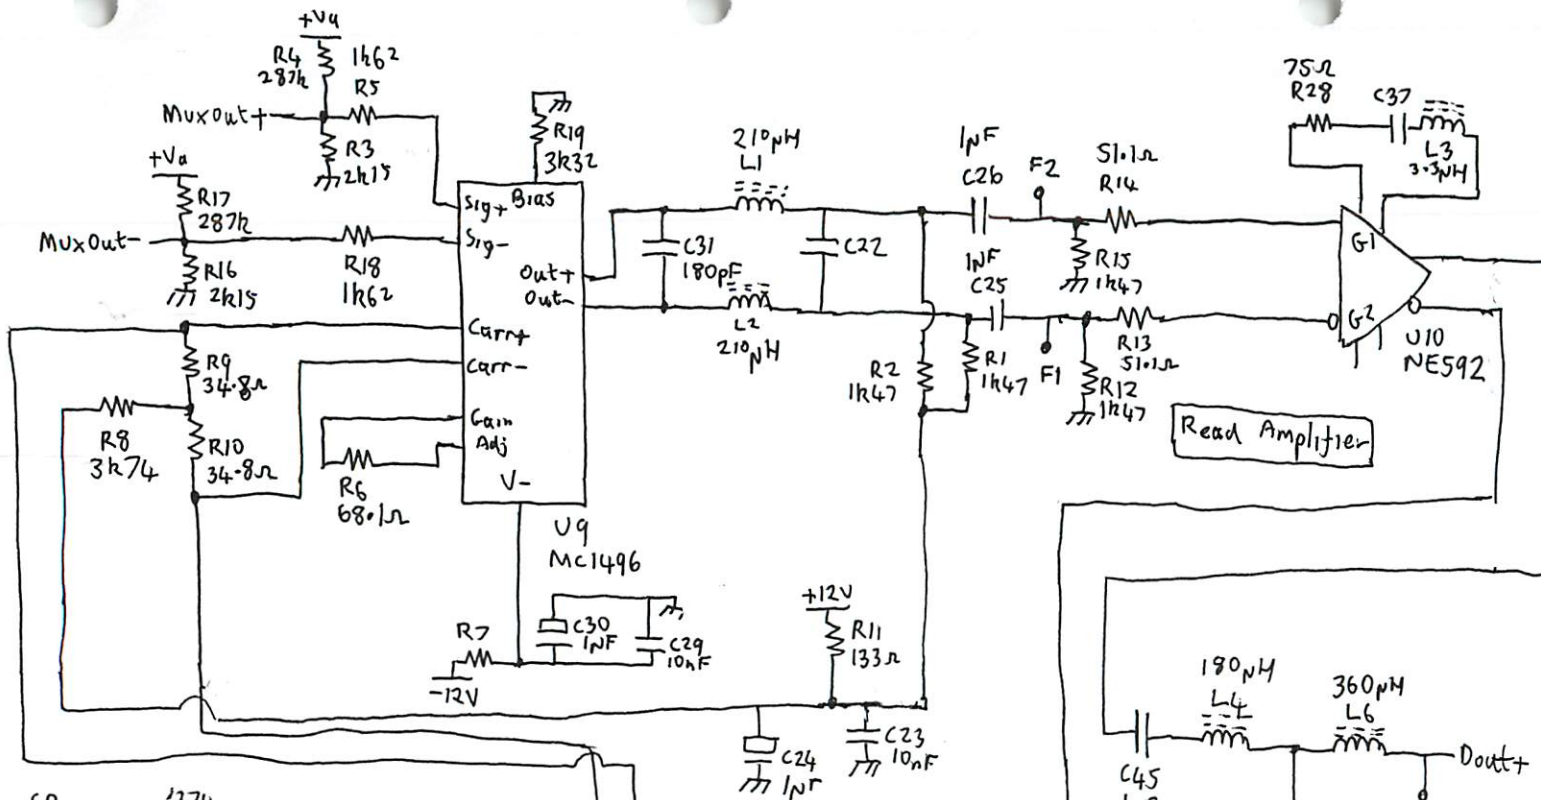 +Va
R4
287k
1k62
R5
MuxOut+
R3
2k15
+Va
R17
287k
MuxOut-
R16
2k15
R18
1k62
R19
3k32
Sig+
Bias
Sig-
Out+
Out-
Carr+
Carr-
Gain
Adj
V-
U9
MC1496
R9
34.8Ω
R8
3k74
R10
34.8Ω
R6
68.1Ω
R7
-12V
C30
1µF
C29
10nF
210µH
L1
C31
180pF
C22
L2
210µH
1µF
C26
F2
51.1Ω
R14
1µF
C25
R15
1k47
R2
1k47
R1
1k47
F1
R13
51.1Ω
R12
1k47
75Ω
R28
C37
L3
3.3µH
G1
G2
U10
NE592
Read Amplifier
+12V
R11
133Ω
C24
1µF
C23
10nF
180µH
L4
360µH
L6
C45
Dout+